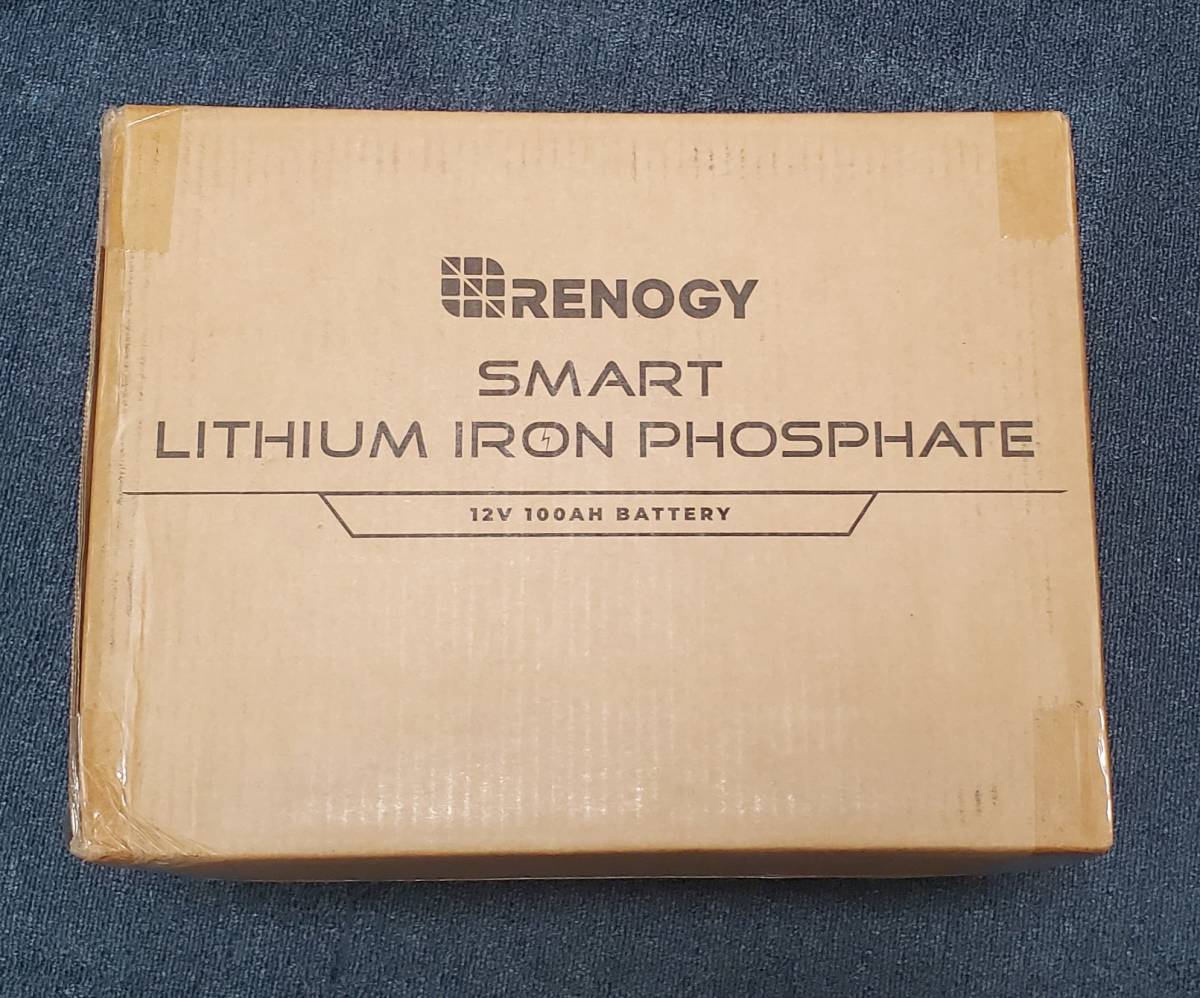 RENOGY
SMART
LITHIUM IRON PHOSPHATE
12V 100AH BATTERY